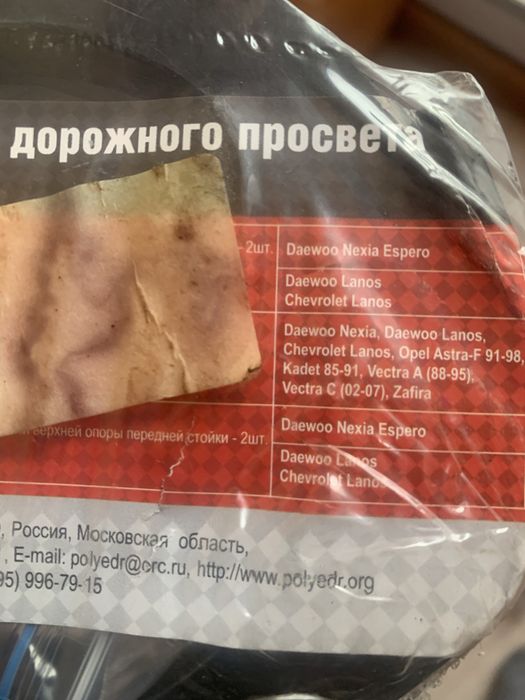 дорожного просвета
- 2шт.
Daewoo Nexia Espero
Daewoo Lanos
Chevrolet Lanos
Daewoo Nexia, Daewoo Lanos,
Chevrolet Lanos, Opel Astra-F 91-98,
Kadet 85-91, Vectra A (88-95),
Vectra C (02-07), Zafira
верхней опоры передней стойки - 2шт.
Daewoo Nexia Espero
Daewoo Lanos
Chevrolet Lanos
, Россия, Московская область,
, E-mail: polyedr@crc.ru, http://www.polyedr.org
95) 996-79-15